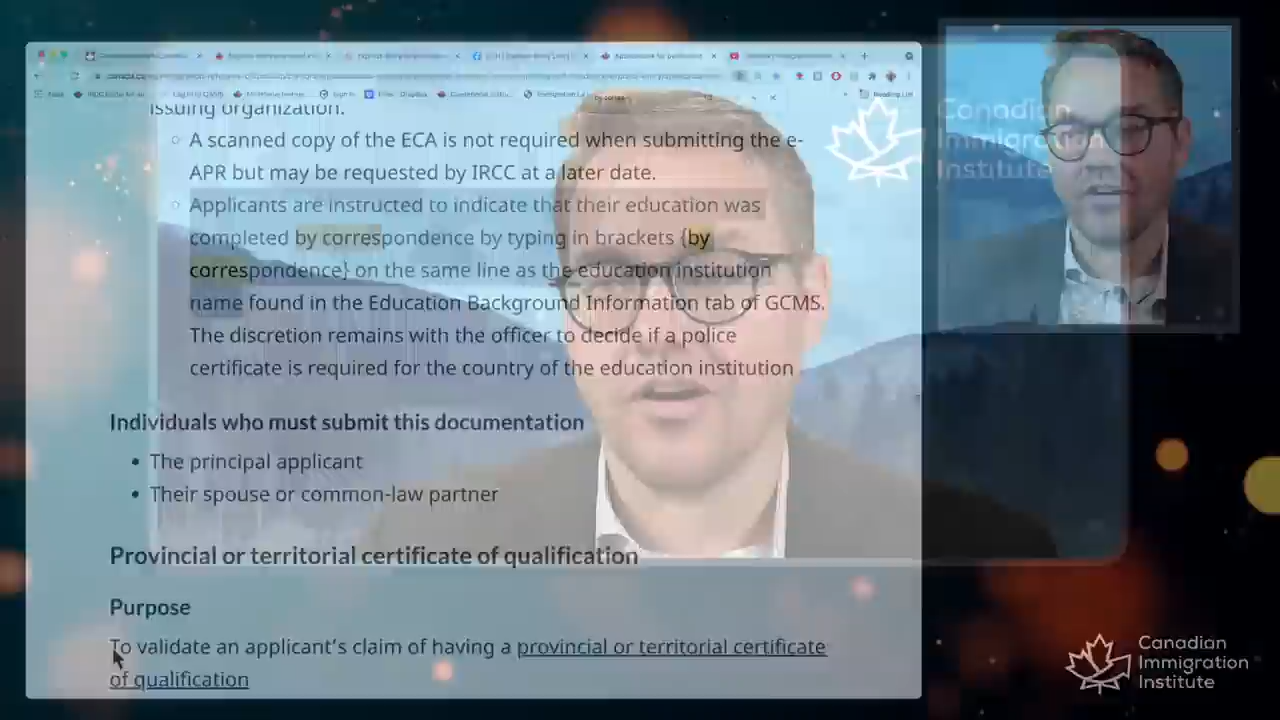 issuing organization.
A scanned copy of the ECA is not required when submitting the e-
APR but may be requested by IRCC at a later date.
Applicants are instructed to indicate that their education was
completed by correspondence by typing in brackets {by
correspondence} on the same line as the education institution
name found in the Education Background Information tab of GCMS.
The discretion remains with the officer to decide if a police
certificate is required for the country of the education institution
Individuals who must submit this documentation
The principal applicant
Their spouse or common-law partner
Provincial or territorial certificate of qualification
Purpose
To validate an applicant's claim of having a provincial or territorial certificate
of qualification
Canadian
Immigration
Institute
Reading List
Canadian
Immigration
Institute